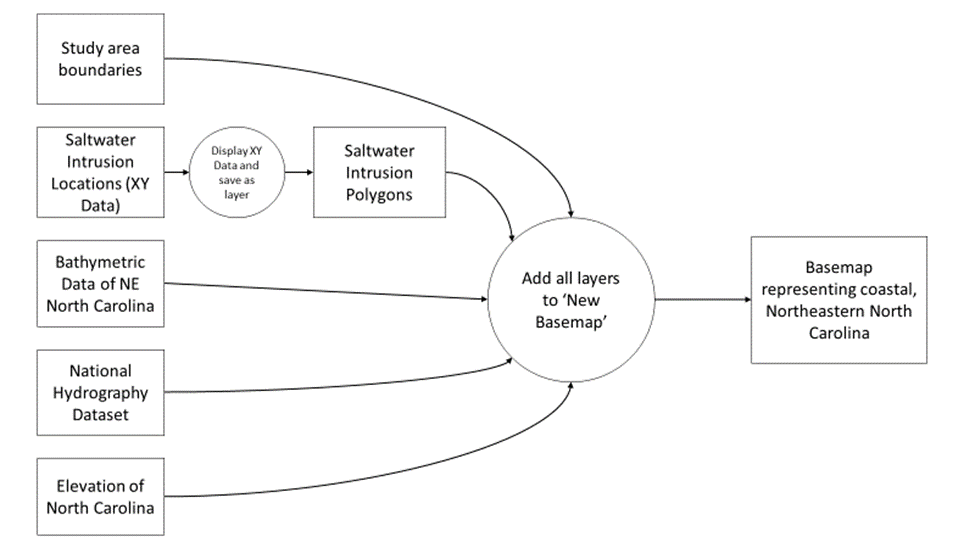 Study area
boundaries
Saltwater
Intrusion
Locations (XY
Data)
Display XY
Data and
save as
layer
Saltwater
Intrusion
Polygons
Bathymetric
Data of NE
North Carolina
National
Hydrography
Dataset
Elevation of
North Carolina
Add all layers
to ‘New
Basemap’
Basemap
representing coastal,
Northeastern North
Carolina